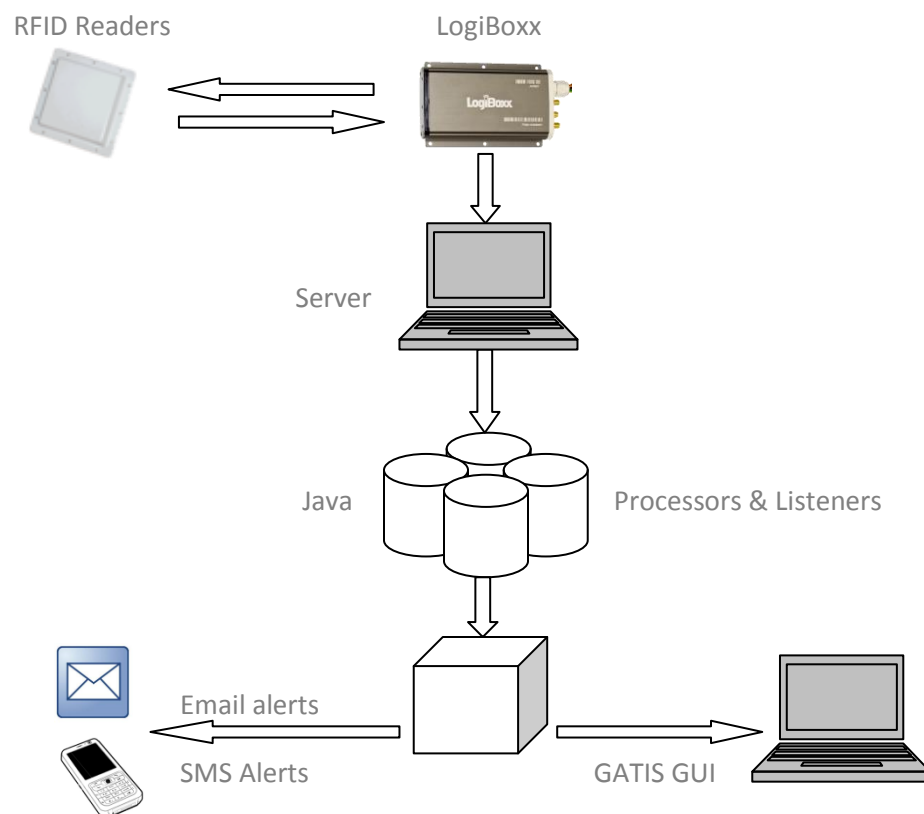 RFID Readers
LogiBoxx
LogiBoxx
Server
Java
Processors & Listeners
Email alerts
SMS Alerts
GATIS GUI